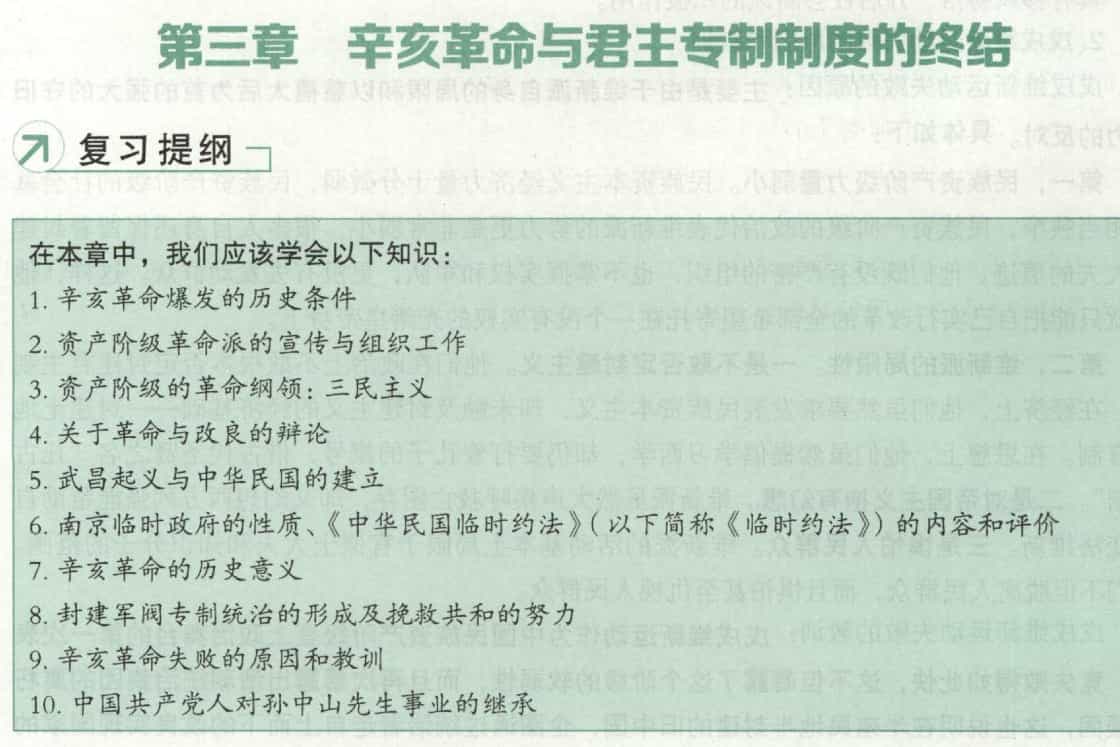 第三章 辛亥革命与君主专制制度的终结
复习提纲
在本章中，我们应该学会以下知识：
1. 辛亥革命爆发的历史条件
2. 资产阶级革命派的宣传与组织工作
3. 资产阶级的革命纲领：三民主义
4. 关于革命与改良的辩论
5. 武昌起义与中华民国的建立
6. 南京临时政府的性质、《中华民国临时约法》（以下简称《临时约法》）的内容和评价
7. 辛亥革命的历史意义
8. 封建军阀专制统治的形成及挽救共和的努力
9. 辛亥革命失败的原因和教训
10. 中国共产党人对孙中山先生事业的继承